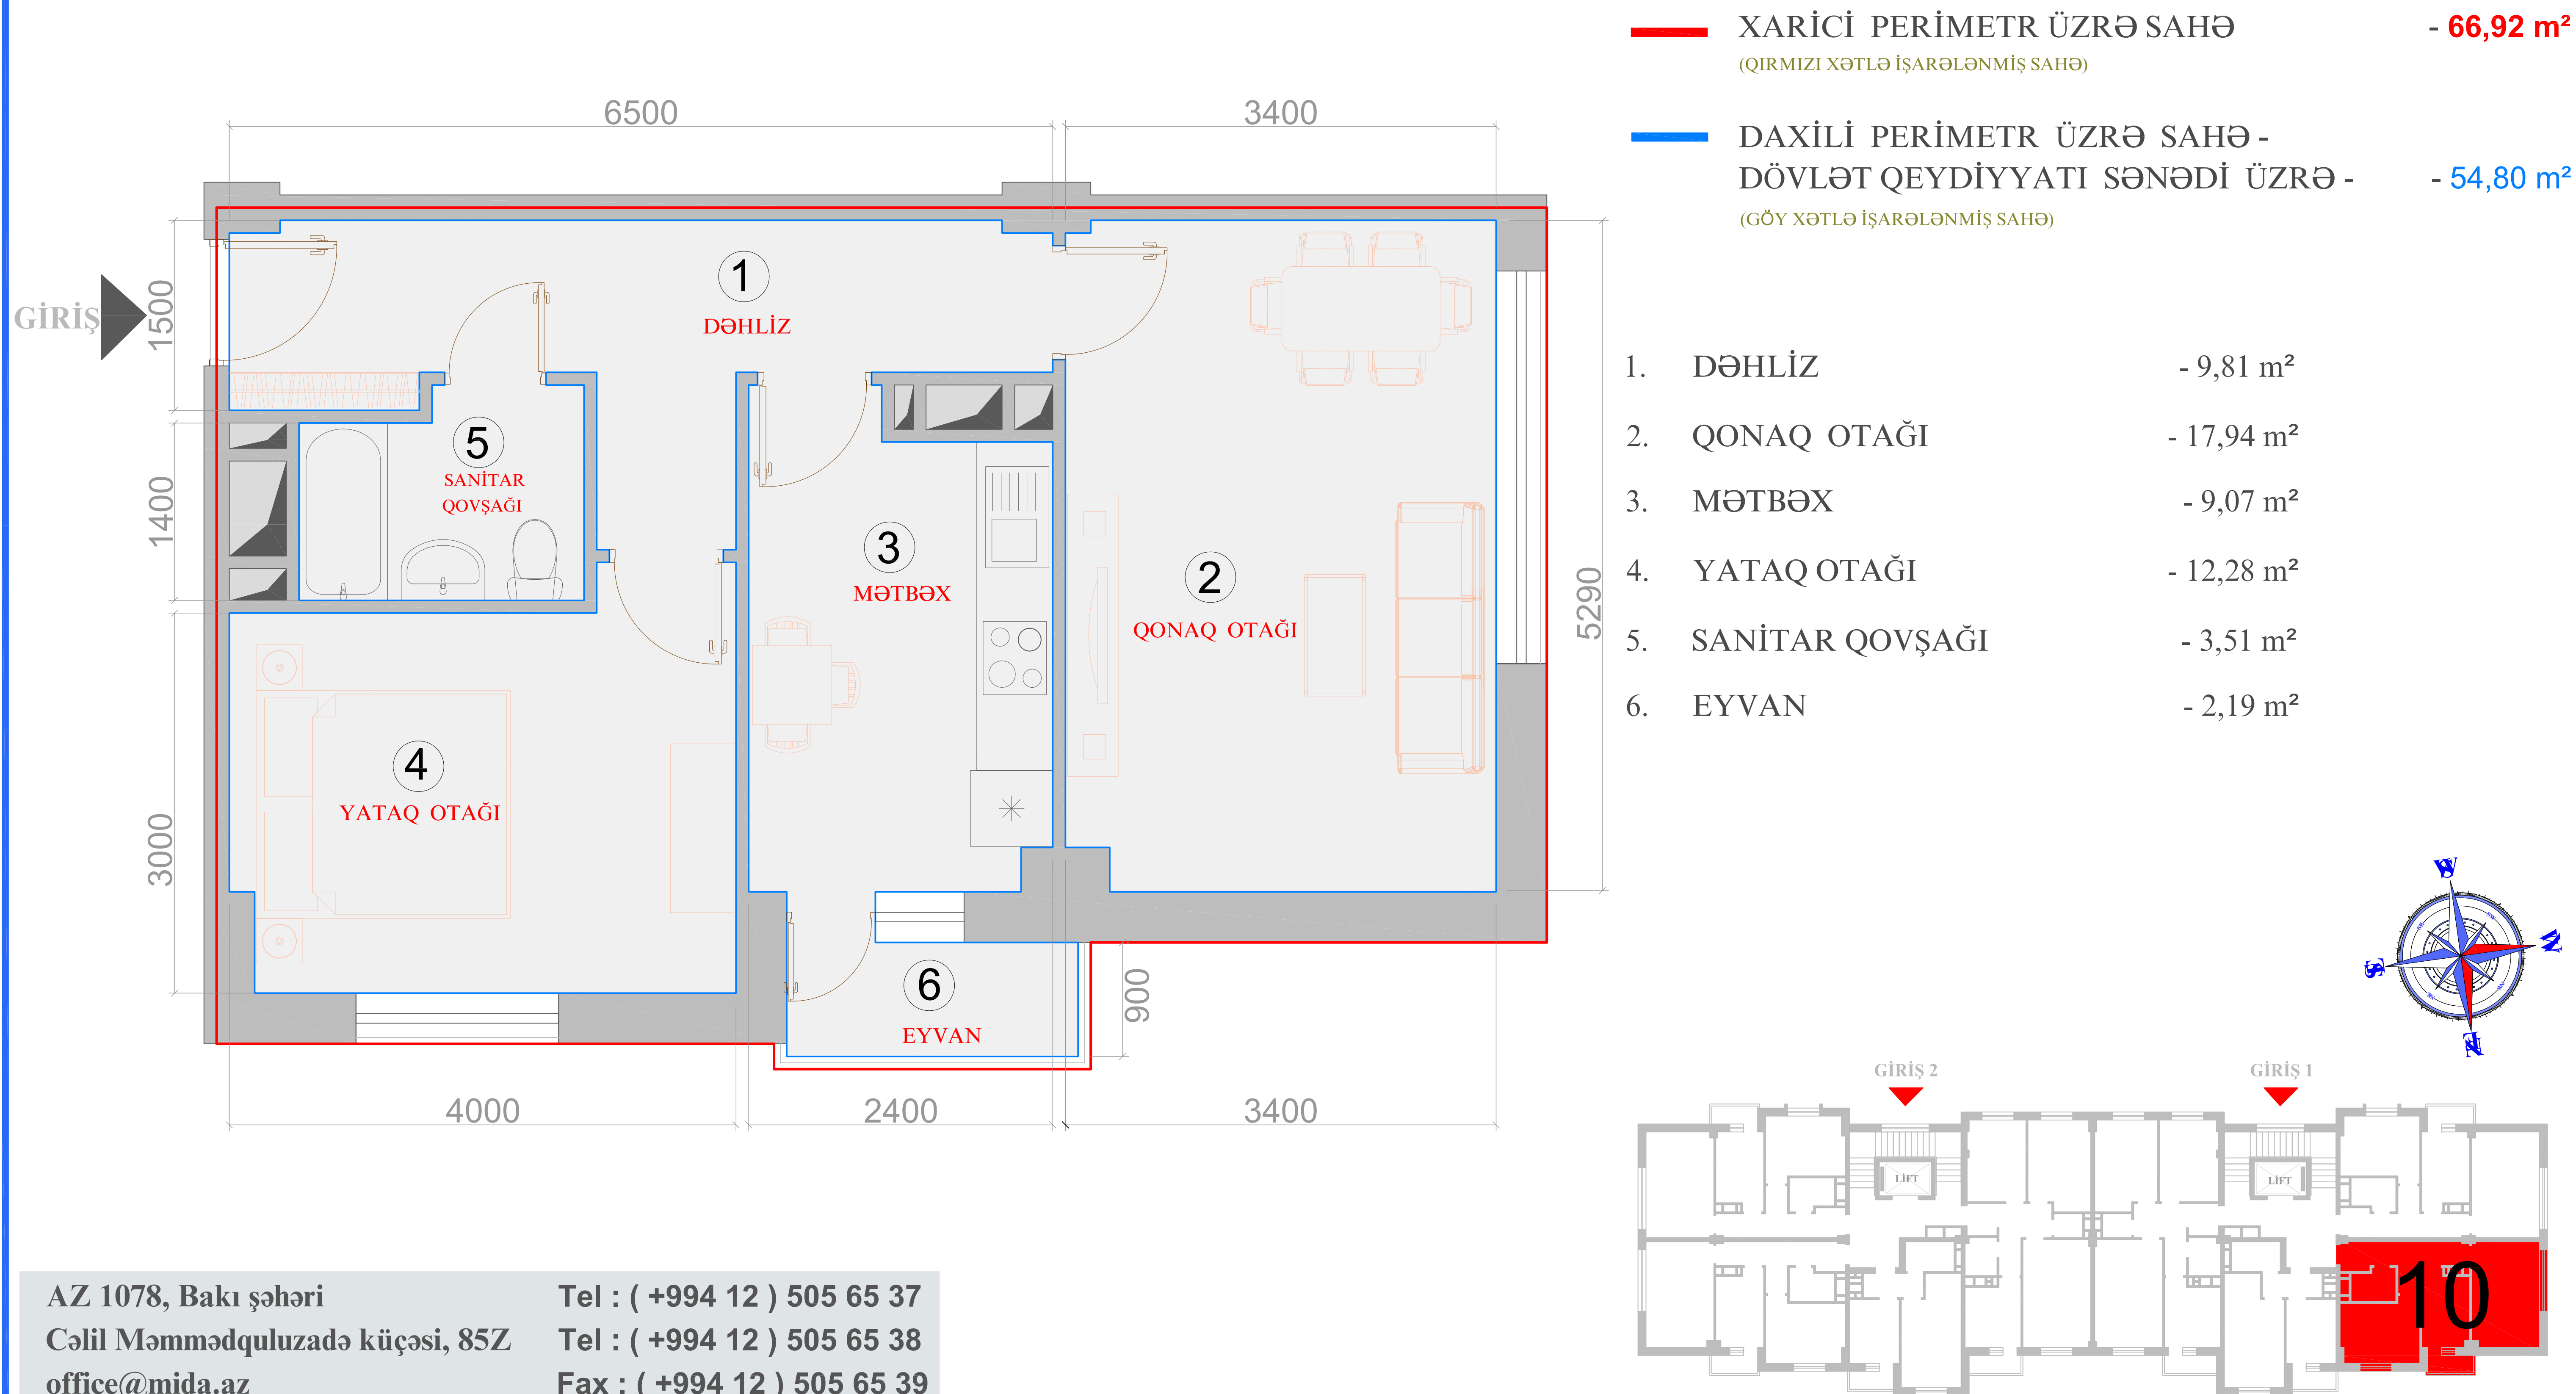 XARİCİ PERİMETR ÜZRƏ SAHƏ - 66,92 m²
(QIRMIZI XƏTLƏ İŞARƏLƏNMİŞ SAHƏ)
DAXİLİ PERİMETR ÜZRƏ SAHƏ -
DÖVLƏT QEYDİYYATI SƏNƏDİ ÜZRƏ - - 54,80 m²
(GÖY XƏTLƏ İŞARƏLƏNMİŞ SAHƏ)
6500
3400
GİRİŞ
1500
1400
3000
5290
900
1
DƏHLİZ
5
SANİTAR
QOVŞAĞI
3
MƏTBƏX
2
QONAQ OTAĞI
4
YATAQ OTAĞI
6
EYVAN
4000
2400
3400
1. DƏHLİZ - 9,81 m²
2. QONAQ OTAĞI - 17,94 m²
3. MƏTBƏX - 9,07 m²
4. YATAQ OTAĞI - 12,28 m²
5. SANİTAR QOVŞAĞI - 3,51 m²
6. EYVAN - 2,19 m²
GİRİŞ 2
GİRİŞ 1
LİFT
LİFT
10
AZ 1078, Bakı şəhəri
Cəlil Məmmədquluzadə küçəsi, 85Z
office@mida.az
Tel : ( +994 12 ) 505 65 37
Tel : ( +994 12 ) 505 65 38
Fax : ( +994 12 ) 505 65 39